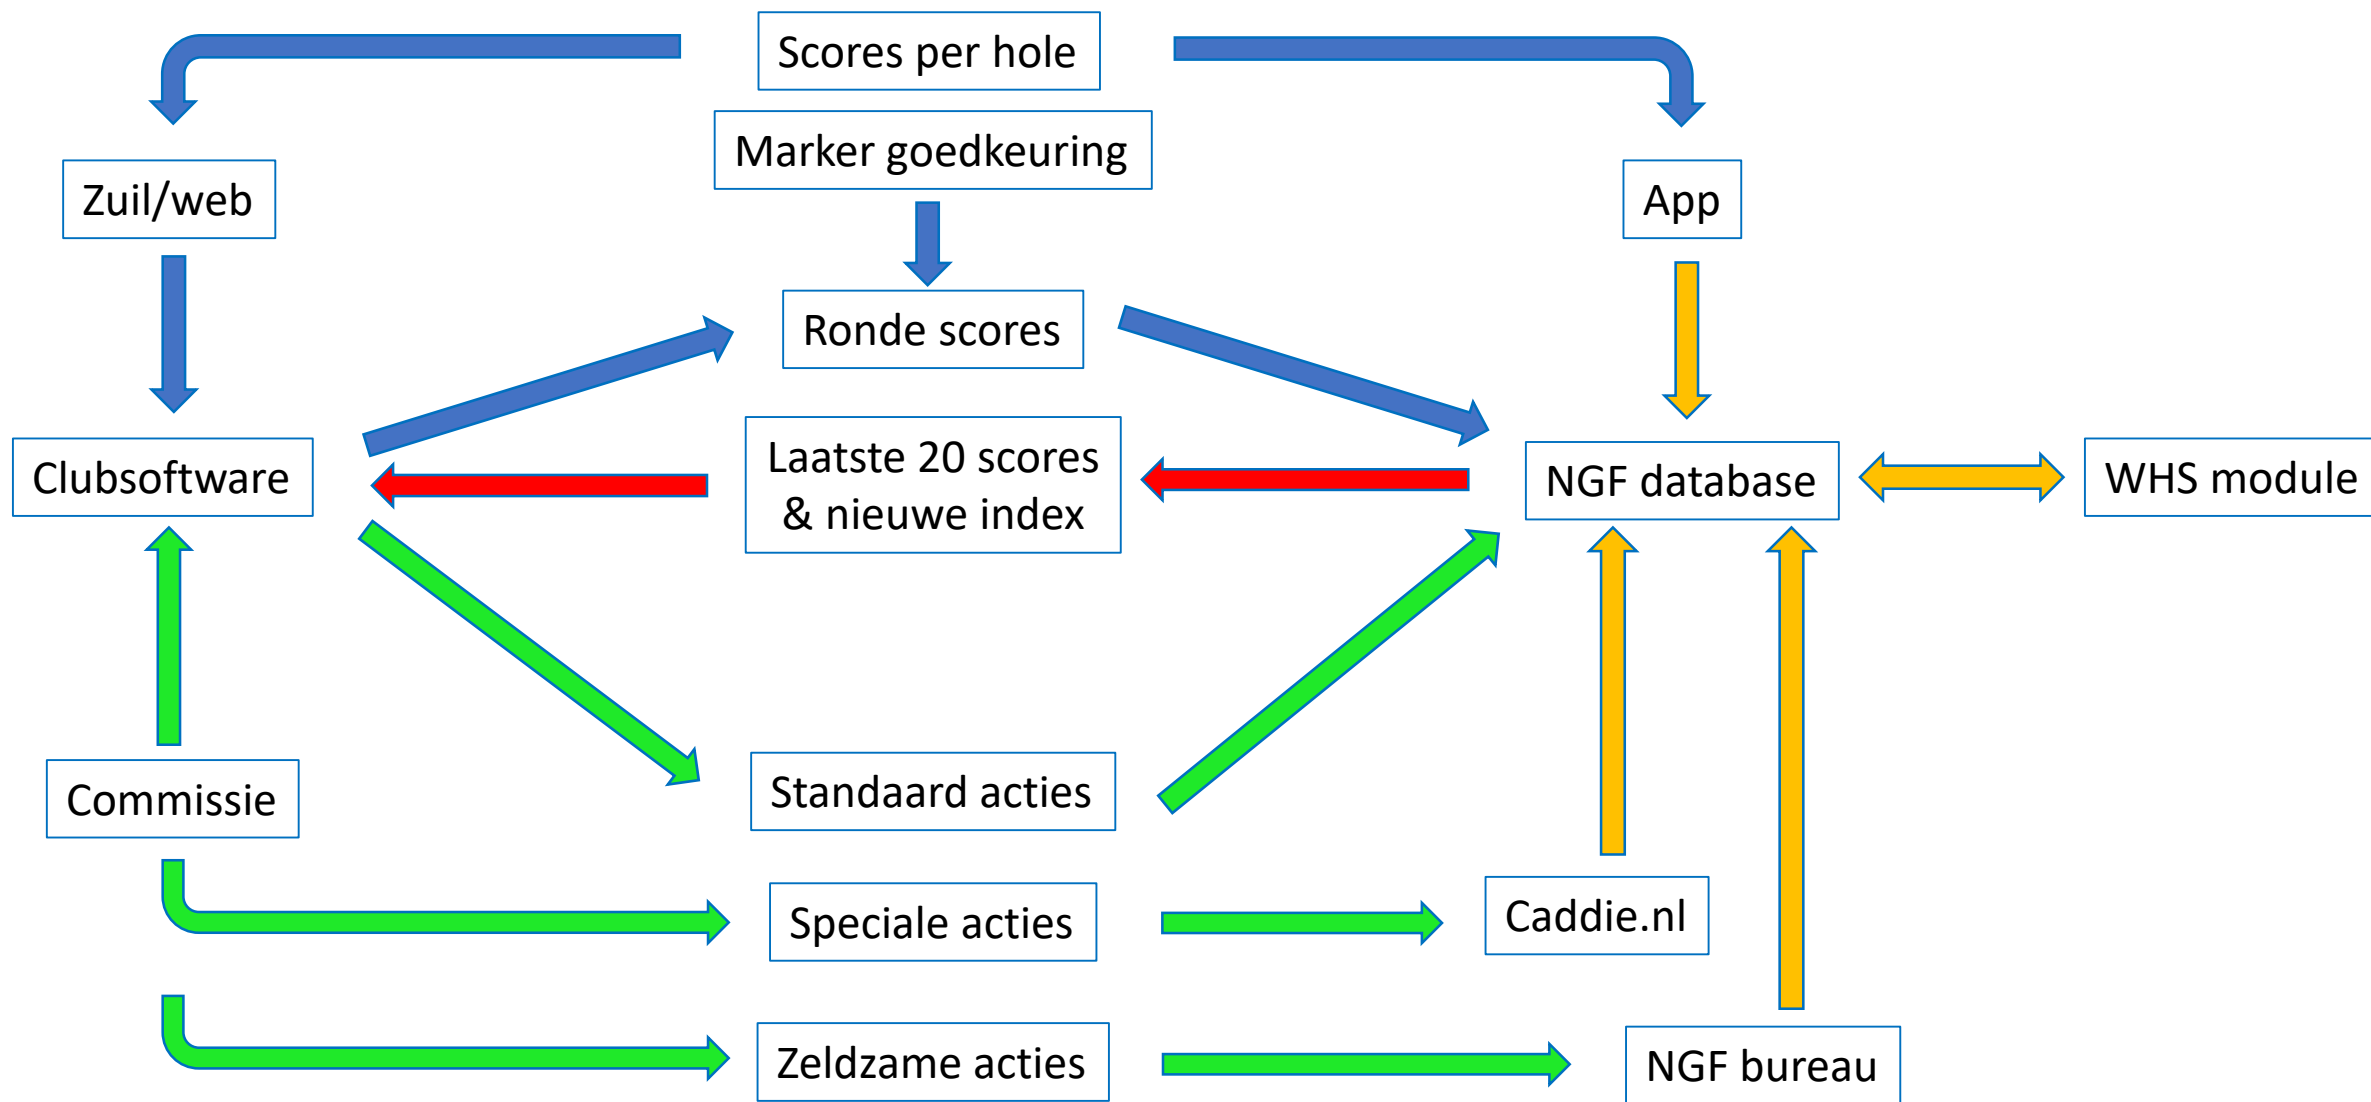 Scores per hole
Marker goedkeuring
Zuil/web
App
Ronde scores
Clubsoftware
Laatste 20 scores
& nieuwe index
NGF database
WHS module
Commissie
Standaard acties
Speciale acties
Caddie.nl
Zeldzame acties
NGF bureau